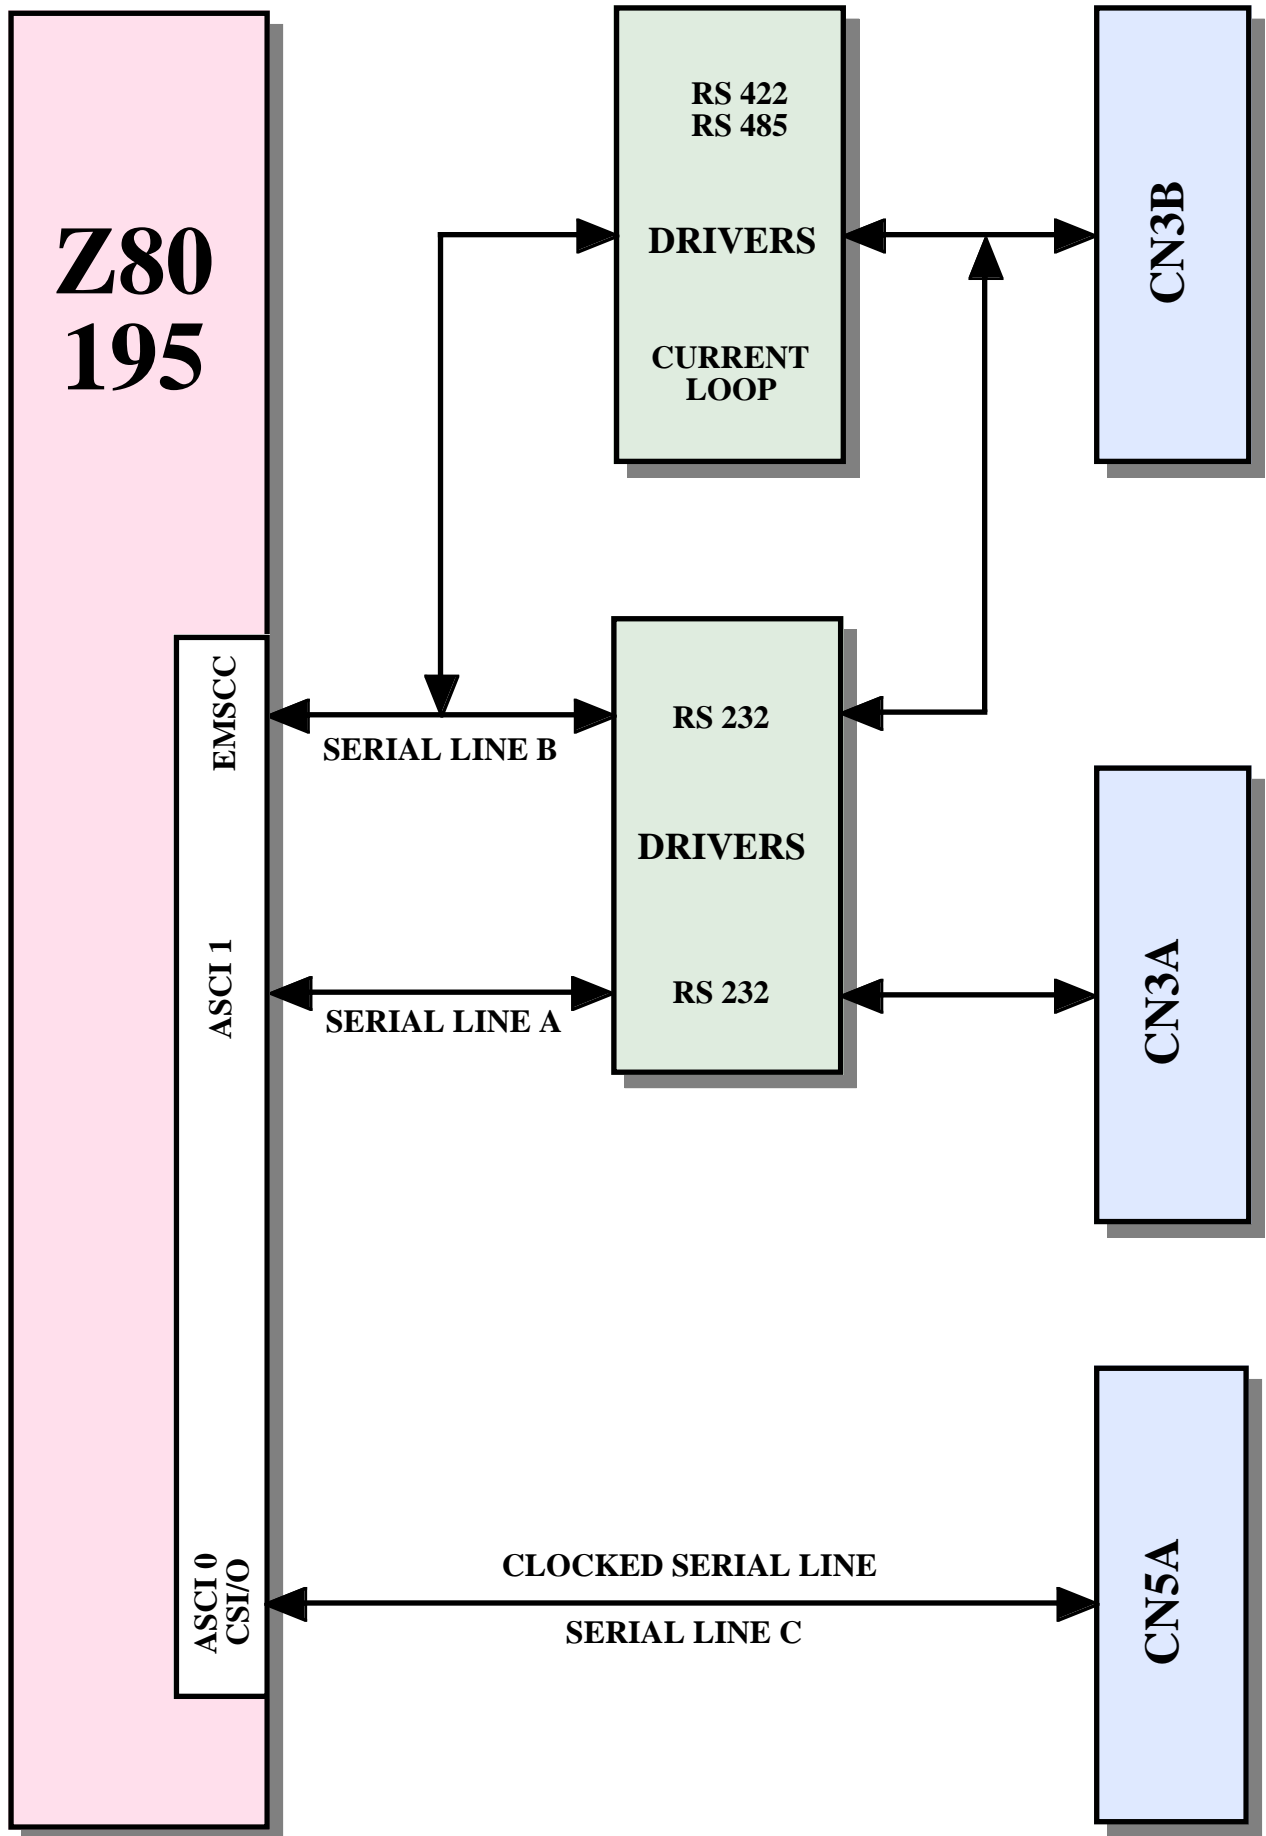 Z80
195
RS 422
RS 485
DRIVERS
CURRENT
LOOP
CN3B
EMSCC
SERIAL LINE B
RS 232
DRIVERS
ASCI 1
SERIAL LINE A
RS 232
CN3A
ASCI 0
CSI/O
CLOCKED SERIAL LINE
SERIAL LINE C
CN5A